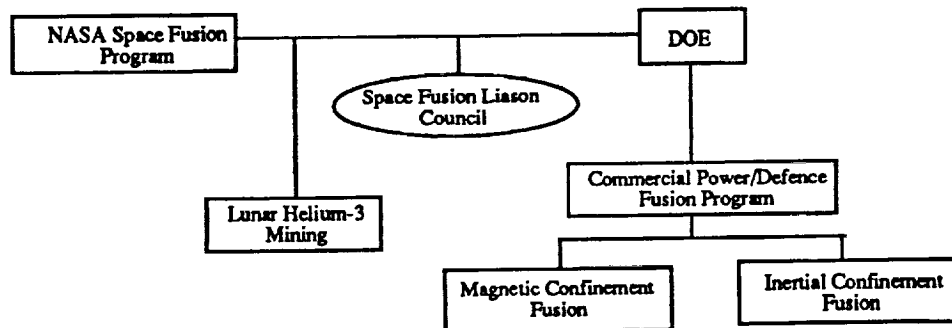 NASA Space Fusion
Program
DOE
Space Fusion Liason
Council
Commercial Power/Defence
Fusion Program
Lunar Helium-3
Mining
Magnetic Confinement
Fusion
Inertial Confinement
Fusion